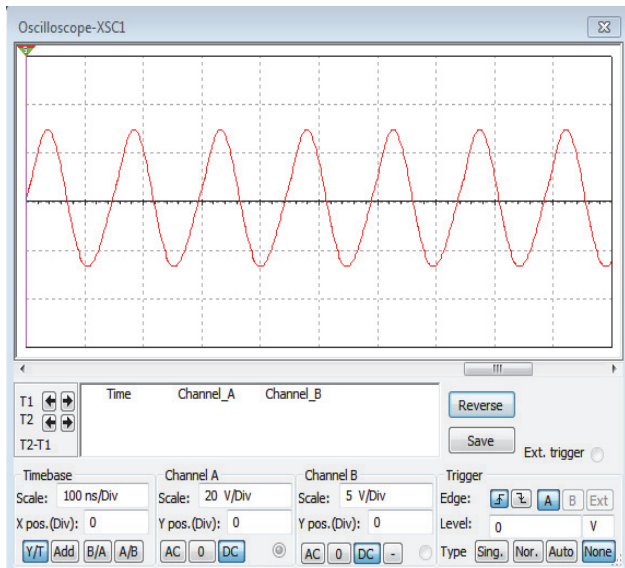 Oscilloscope-XSC1
Time Channel_A Channel_B
T1
T2
T2-T1
Reverse
Save
Ext. trigger
Timebase
Scale: 100 ns/Div
X pos.(Div): 0
Y/T Add B/A A/B
Channel A
Scale: 20 V/Div
Y pos.(Div): 0
AC 0 DC
Channel B
Scale: 5 V/Div
Y pos.(Div): 0
AC 0 DC -
Trigger
Edge: A B Ext
Level: 0 V
Type Sing. Nor. Auto None